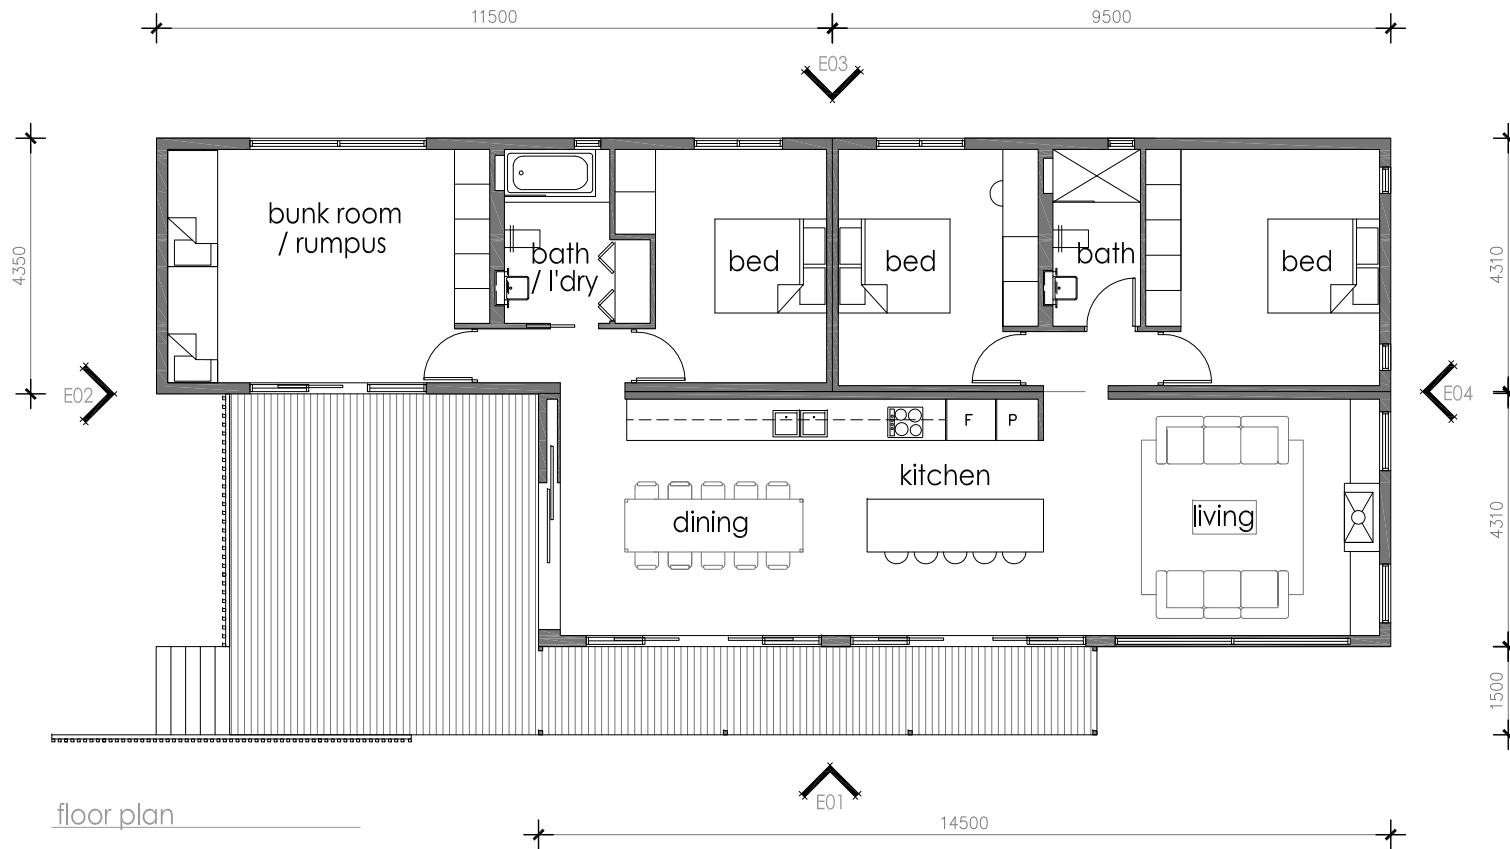 11500
9500
E03
4350
4310
bunk room
/ rumpus
bath
/ l'dry
bed
bed
bath
bed
E02
E04
F
P
kitchen
dining
living
4310
1500
E01
floor plan
14500